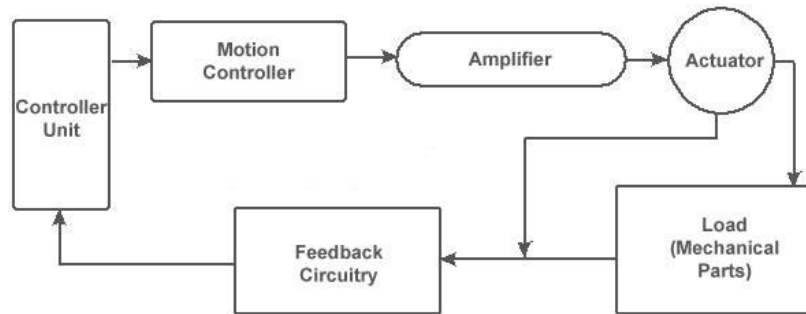 Controller
Unit
Motion
Controller
Amplifier
Actuator
Load
(Mechanical
Parts)
Feedback
Circuitry